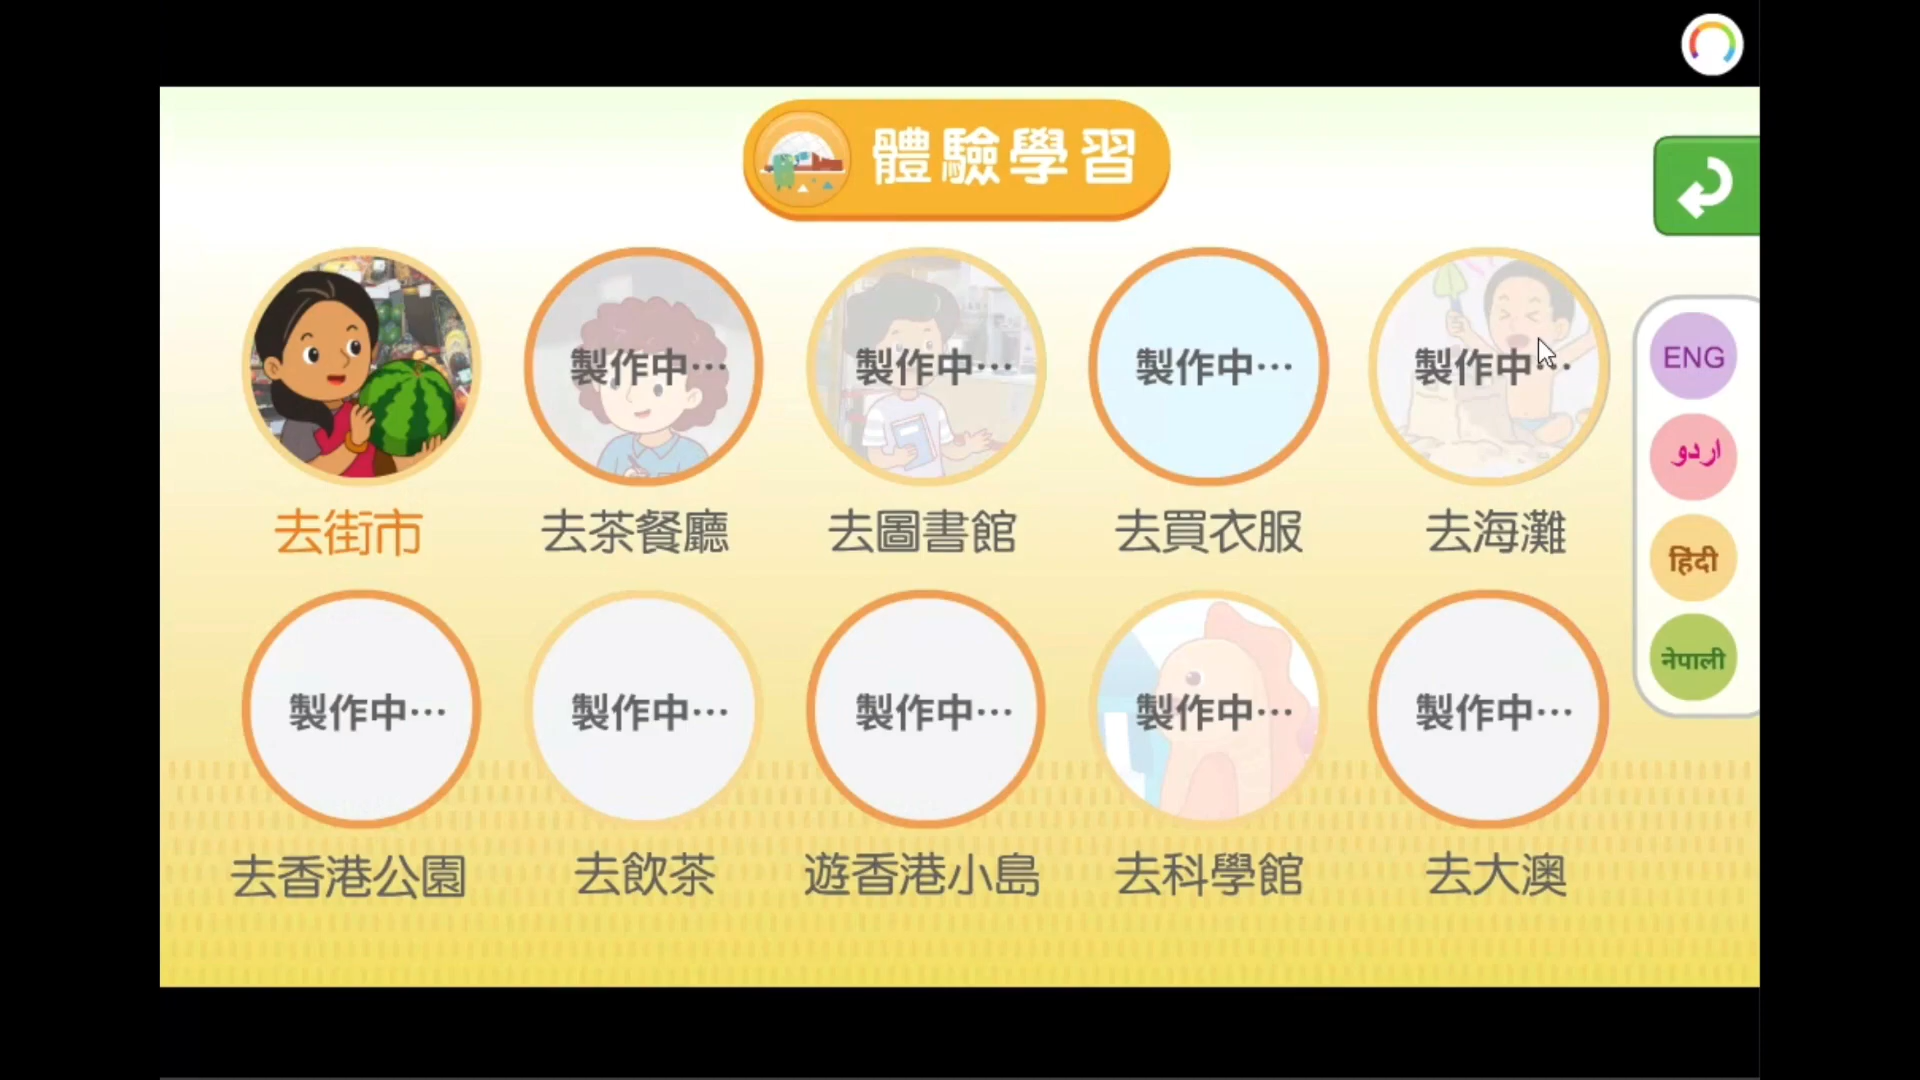 體驗學習
製作中…
製作中…
製作中…
製作中…
去街市
去茶餐廳
去圖書館
去買衣服
去海灘
製作中…
製作中…
製作中…
製作中…
製作中…
去香港公園
去飲茶
遊香港小島
去科學館
去大澳
ENG
اردو
हिंदी
नेपाली